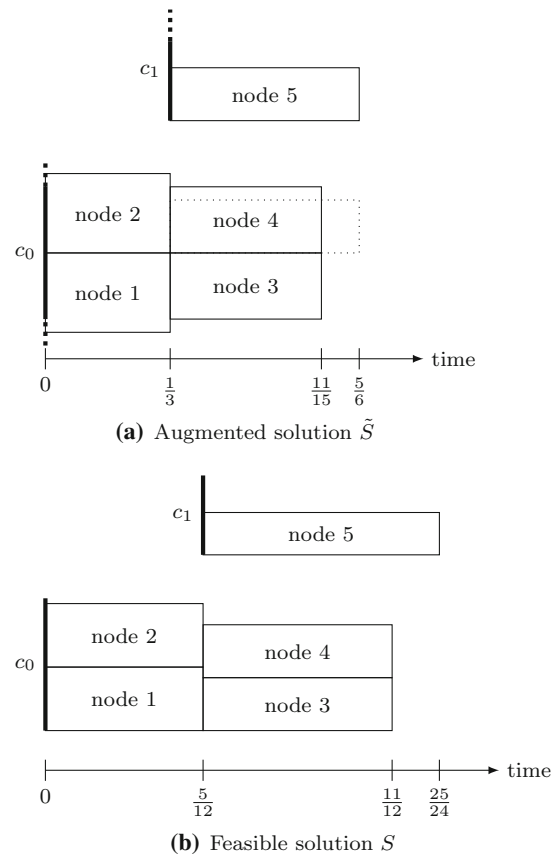 c₁
node 5
node 2
node 4
c₀
node 1
node 3
time
0 1/3 11/15 5/6
(a) Augmented solution S̃
c₁
node 5
node 2
node 4
c₀
node 1
node 3
time
0 5/12 11/12 25/24
(b) Feasible solution S